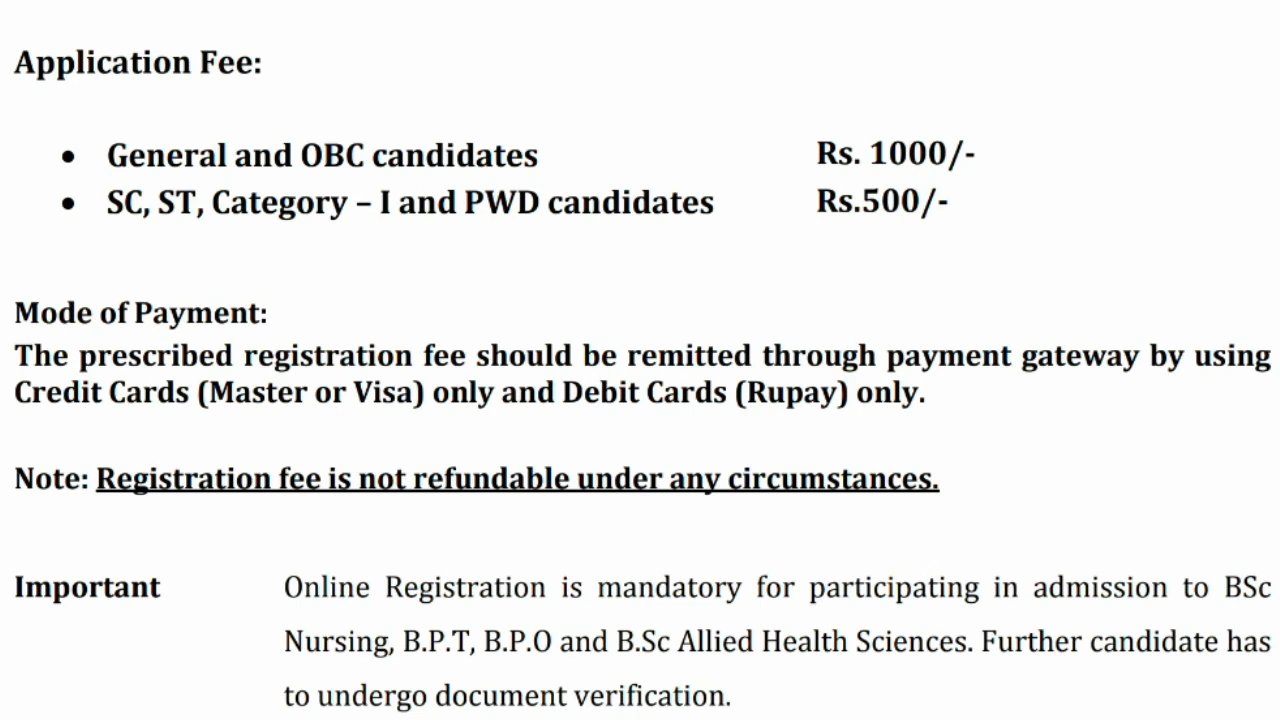 Application Fee:
• General and OBC candidates Rs. 1000/-
• SC, ST, Category – I and PWD candidates Rs.500/-
Mode of Payment:
The prescribed registration fee should be remitted through payment gateway by using
Credit Cards (Master or Visa) only and Debit Cards (Rupay) only.
Note: Registration fee is not refundable under any circumstances.
Important Online Registration is mandatory for participating in admission to BSc
Nursing, B.P.T, B.P.O and B.Sc Allied Health Sciences. Further candidate has
to undergo document verification.